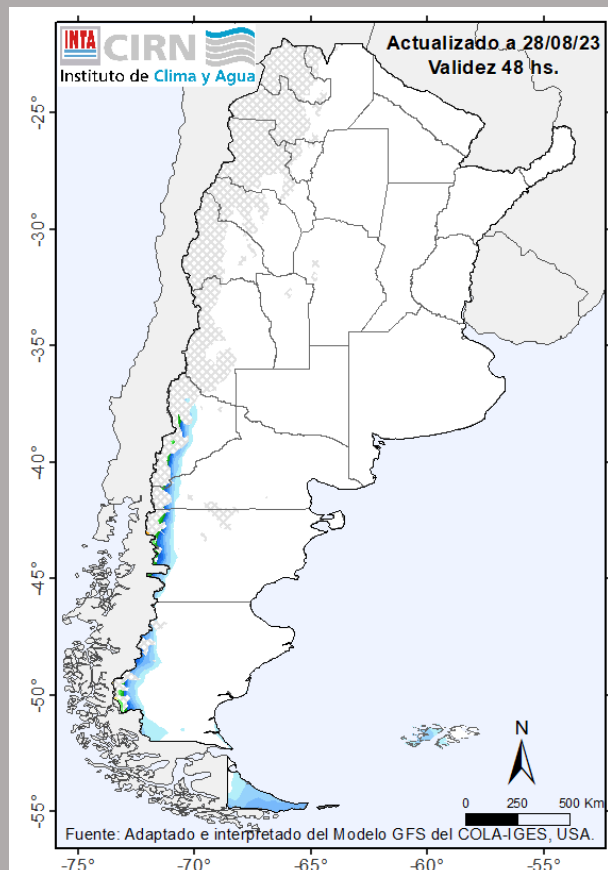 INTA CIRN
Instituto de Clima y Agua
Actualizado a 28/08/23
Validez 48 hs.
-25°
-30°
-35°
-40°
-45°
-50°
-55°
N
0 250 500 Km
Fuente: Adaptado e interpretado del Modelo GFS del COLA-IGES, USA.
-75° -70° -65° -60° -55°